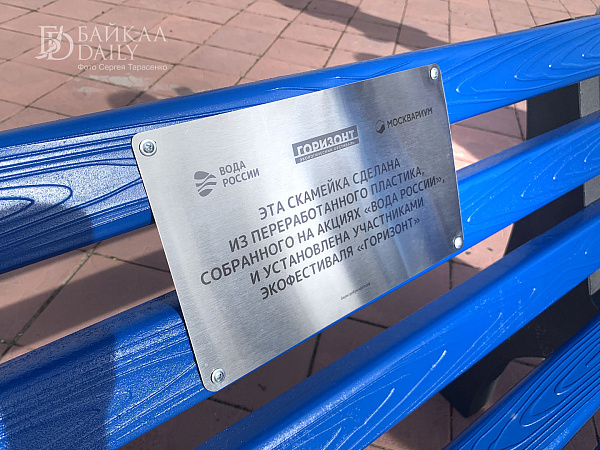 БАЙКАЛ
DAILY
Фото Сергея Тарасенко
ВОДА
РОССИИ
ГОРИЗОНТ
МОСКВАРИУМ
ЭТА СКАМЕЙКА СДЕЛАНА
ИЗ ПЕРЕРАБОТАННОГО ПЛАСТИКА,
СОБРАННОГО НА АКЦИЯХ «ВОДА РОССИИ»,
И УСТАНОВЛЕНА УЧАСТНИКАМИ
ЭКОФЕСТИВАЛЯ «ГОРИЗОНТ»